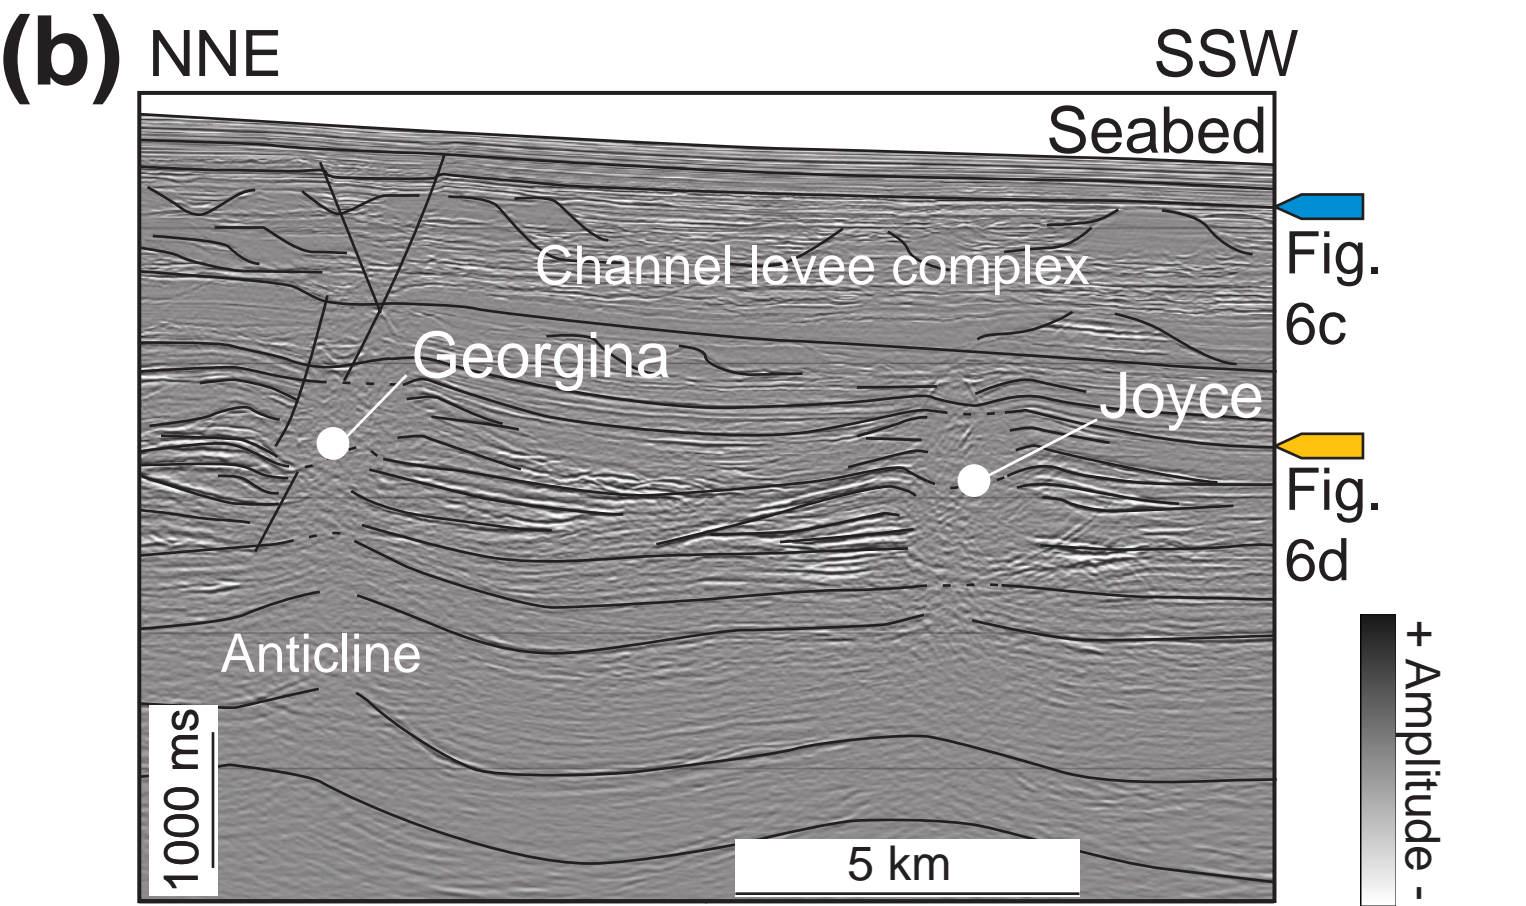 (b) NNE SSW
Seabed
Fig.
6c
Channel levee complex
Georgina
Joyce
Fig.
6d
Anticline
1000 ms
5 km
+ Amplitude -